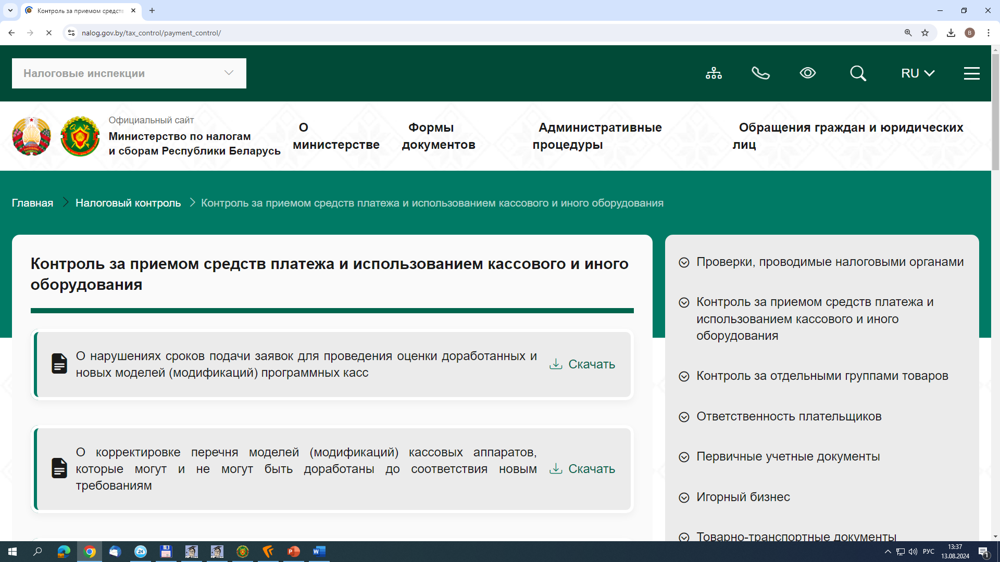 Контроль за приемом средств
nalog.gov.by/tax_control/payment_control/
B
Налоговые инспекции
RU
Официальный сайт
Министерство по налогам
и сборам Республики Беларусь
О
министерстве
Формы
документов
Административные
процедуры
Обращения граждан и юридических
лиц
Главная
Налоговый контроль
Контроль за приемом средств платежа и использованием кассового и иного оборудования
Контроль за приемом средств платежа и использованием кассового и иного
оборудования
О нарушениях сроков подачи заявок для проведения оценки доработанных и
новых моделей (модификаций) программных касс
Скачать
О корректировке перечня моделей (модификаций) кассовых аппаратов,
которые могут и не могут быть доработаны до соответствия новым
требованиям
Скачать
Проверки, проводимые налоговыми органами
Контроль за приемом средств платежа и
использованием кассового и иного
оборудования
Контроль за отдельными группами товаров
Ответственность плательщиков
Первичные учетные документы
Игорный бизнес
Товарно-транспортные документы
24
P
W
РУС
13:37
13.08.2024
1